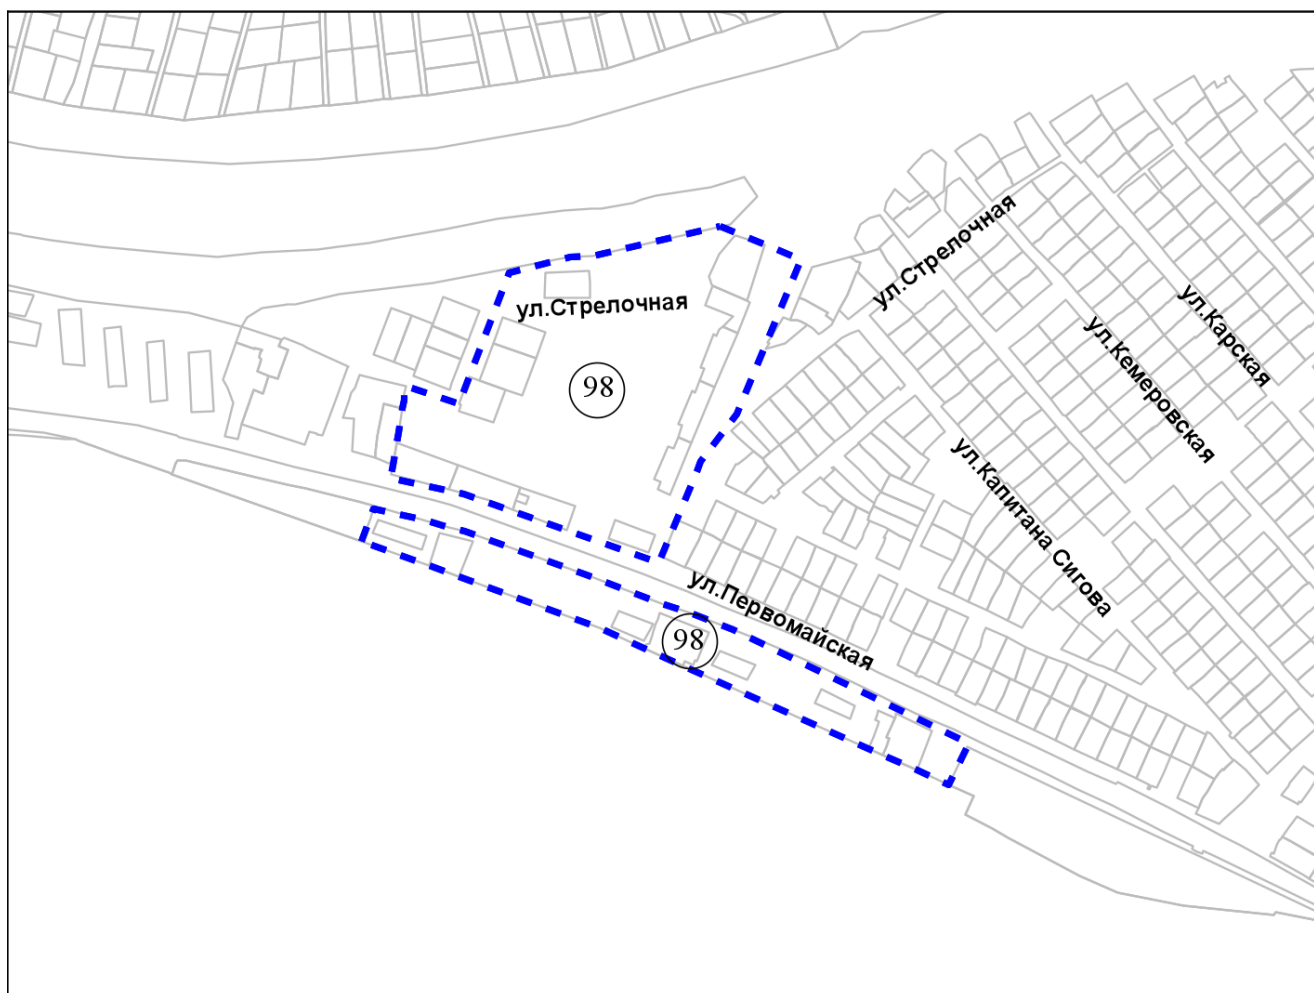 ул.Стрелочная
ул.Стрелочная
ул.Карская
ул.Кемеровская
98
ул.Капитана Сигова
ул.Первомайская
98